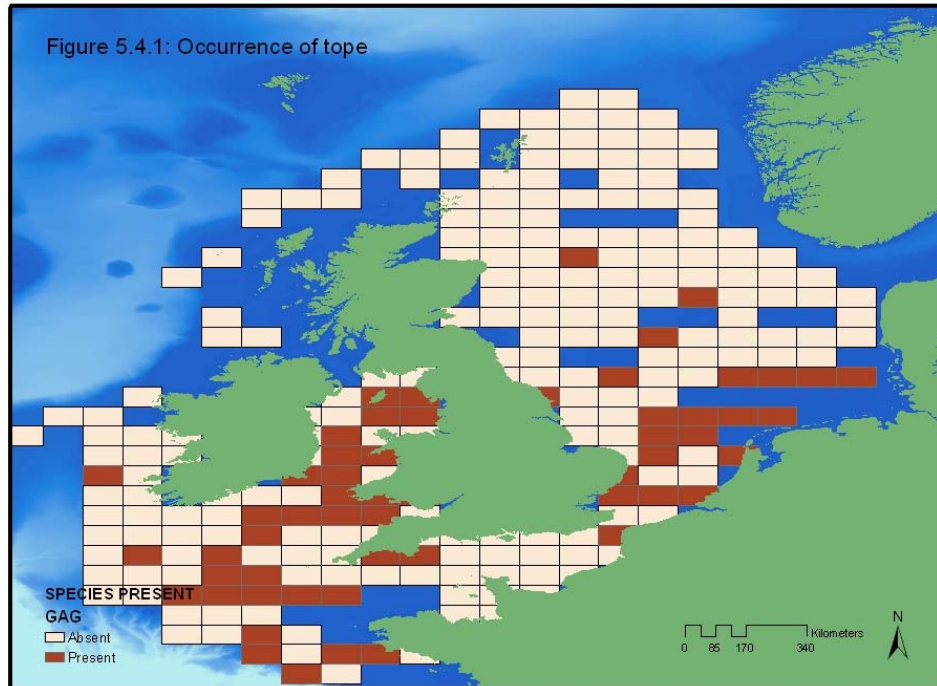 Figure 5.4.1: Occurrence of tope
SPECIES PRESENT
GAG
Absent
Present
N
Kilometers
0 85 170 340